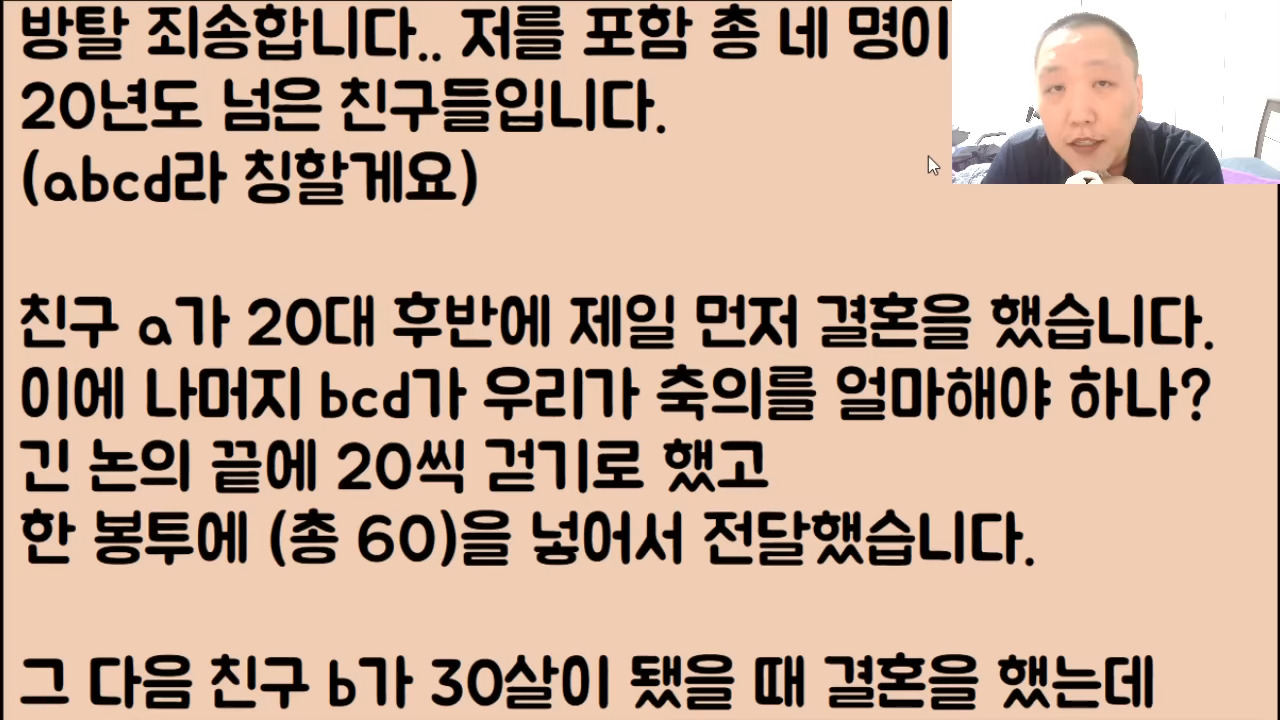 방탈 죄송합니다.. 저를 포함 총 네 명이
20년도 넘은 친구들입니다.
(abcd라 칭할게요)
친구 a가 20대 후반에 제일 먼저 결혼을 했습니다.
이에 나머지 bcd가 우리가 축의를 얼마해야 하나?
긴 논의 끝에 20씩 걷기로 했고
한 봉투에 (총 60)을 넣어서 전달했습니다.
그 다음 친구 b가 30살이 됐을 때 결혼을 했는데